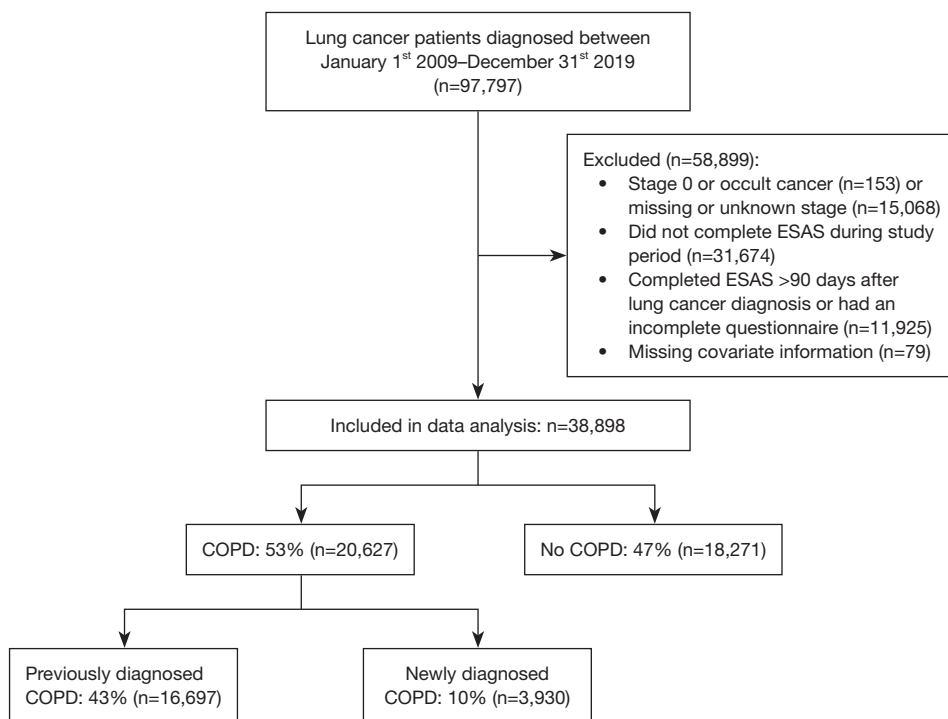 Lung cancer patients diagnosed between
January 1st 2009–December 31st 2019
(n=97,797)
Excluded (n=58,899):
• Stage 0 or occult cancer (n=153) or
missing or unknown stage (n=15,068)
• Did not complete ESAS during study
period (n=31,674)
• Completed ESAS >90 days after
lung cancer diagnosis or had an
incomplete questionnaire (n=11,925)
• Missing covariate information (n=79)
Included in data analysis: n=38,898
COPD: 53% (n=20,627)
No COPD: 47% (n=18,271)
Previously diagnosed
COPD: 43% (n=16,697)
Newly diagnosed
COPD: 10% (n=3,930)